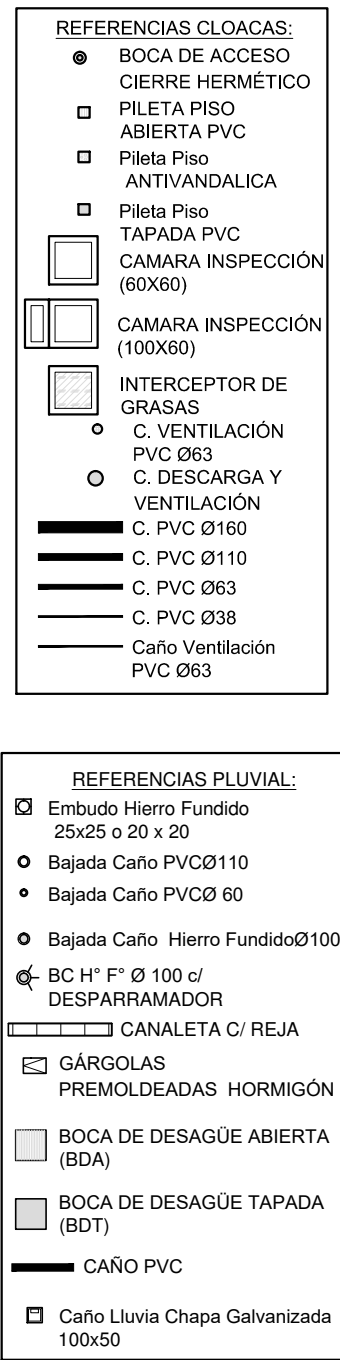 REFERENCIAS CLOACAS:
BOCA DE ACCESO
CIERRE HERMÉTICO
PILETA PISO
ABIERTA PVC
Pileta Piso
ANTIVANDALICA
Pileta Piso
TAPADA PVC
CAMARA INSPECCIÓN
(60X60)
CAMARA INSPECCIÓN
(100X60)
INTERCEPTOR DE
GRASAS
C. VENTILACIÓN
PVC Ø63
C. DESCARGA Y
VENTILACIÓN
C. PVC Ø160
C. PVC Ø110
C. PVC Ø63
C. PVC Ø38
Caño Ventilación
PVC Ø63
REFERENCIAS PLUVIAL:
Embudo Hierro Fundido
25x25 o 20 x 20
Bajada Caño PVCØ110
Bajada Caño PVCØ 60
Bajada Caño Hierro FundidoØ100
BC H° F° Ø 100 c/
DESPARRAMADOR
CANALETA C/ REJA
GÁRGOLAS
PREMOLDEADAS HORMIGÓN
BOCA DE DESAGÜE ABIERTA
(BDA)
BOCA DE DESAGÜE TAPADA
(BDT)
CAÑO PVC
Caño Lluvia Chapa Galvanizada
100x50